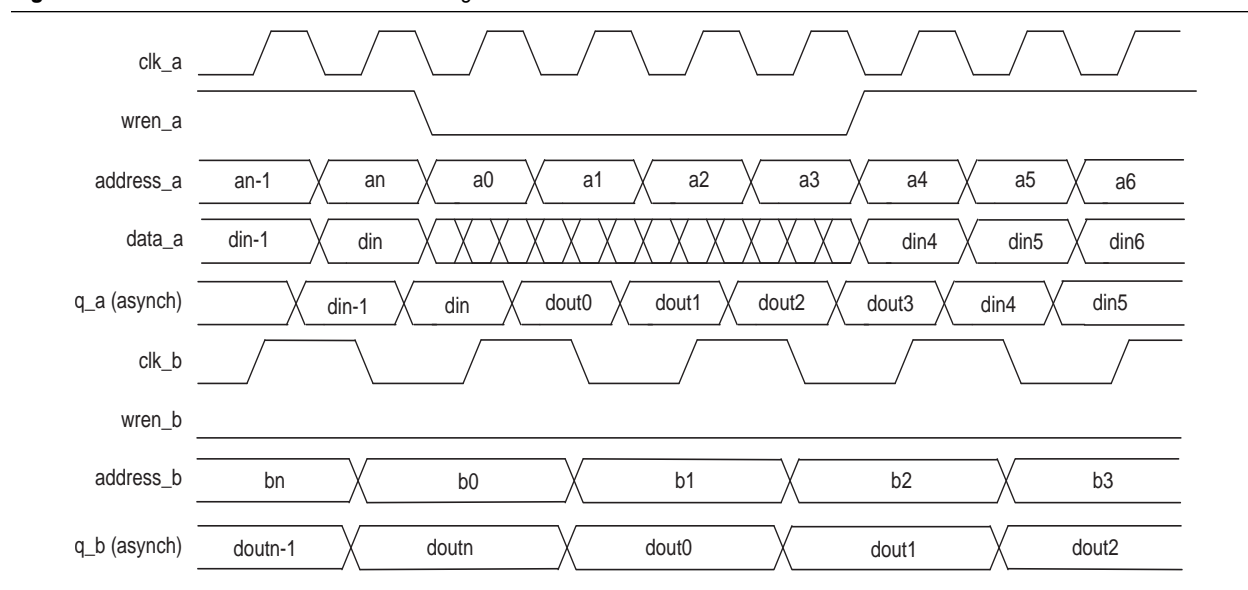 clk_a
wren_a
address_a an-1 an a0 a1 a2 a3 a4 a5 a6
data_a din-1 din din4 din5 din6
q_a (asynch) din-1 din dout0 dout1 dout2 dout3 din4 din5
clk_b
wren_b
address_b bn b0 b1 b2 b3
q_b (asynch) doutn-1 doutn dout0 dout1 dout2